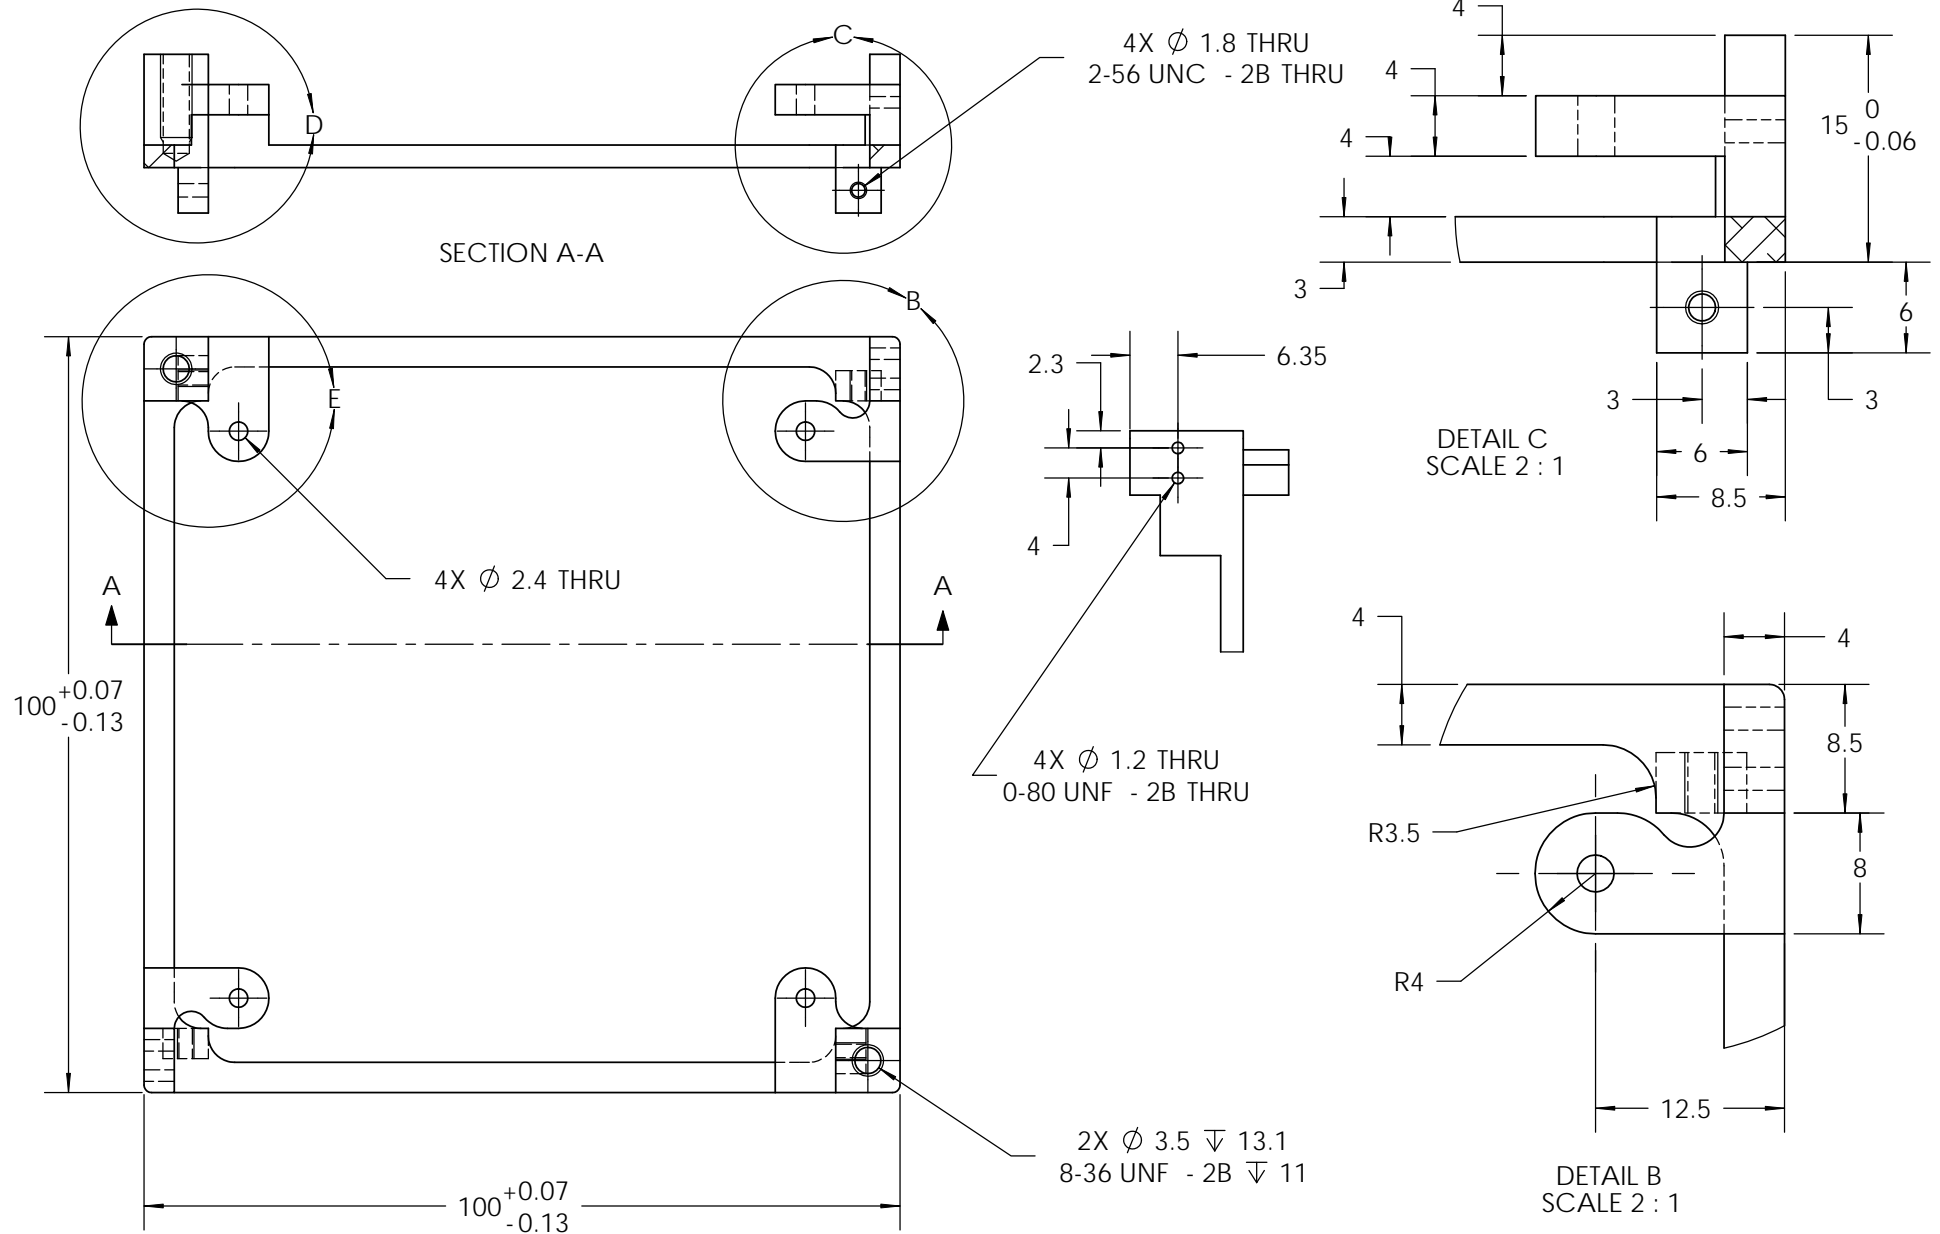 D
C
4X ∅ 1.8 THRU
2-56 UNC - 2B THRU
SECTION A-A
4
4
4
3
15 0
-0.06
6
3
3
6
8.5
DETAIL C
SCALE 2 : 1
E
B
4X ∅ 2.4 THRU
A
A
100 +0.07
-0.13
100 +0.07
-0.13
2.3
6.35
4
4X ∅ 1.2 THRU
0-80 UNF - 2B THRU
2X ∅ 3.5 ↧ 13.1
8-36 UNF - 2B ↧ 11
4
4
8.5
8
R3.5
R4
12.5
DETAIL B
SCALE 2 : 1